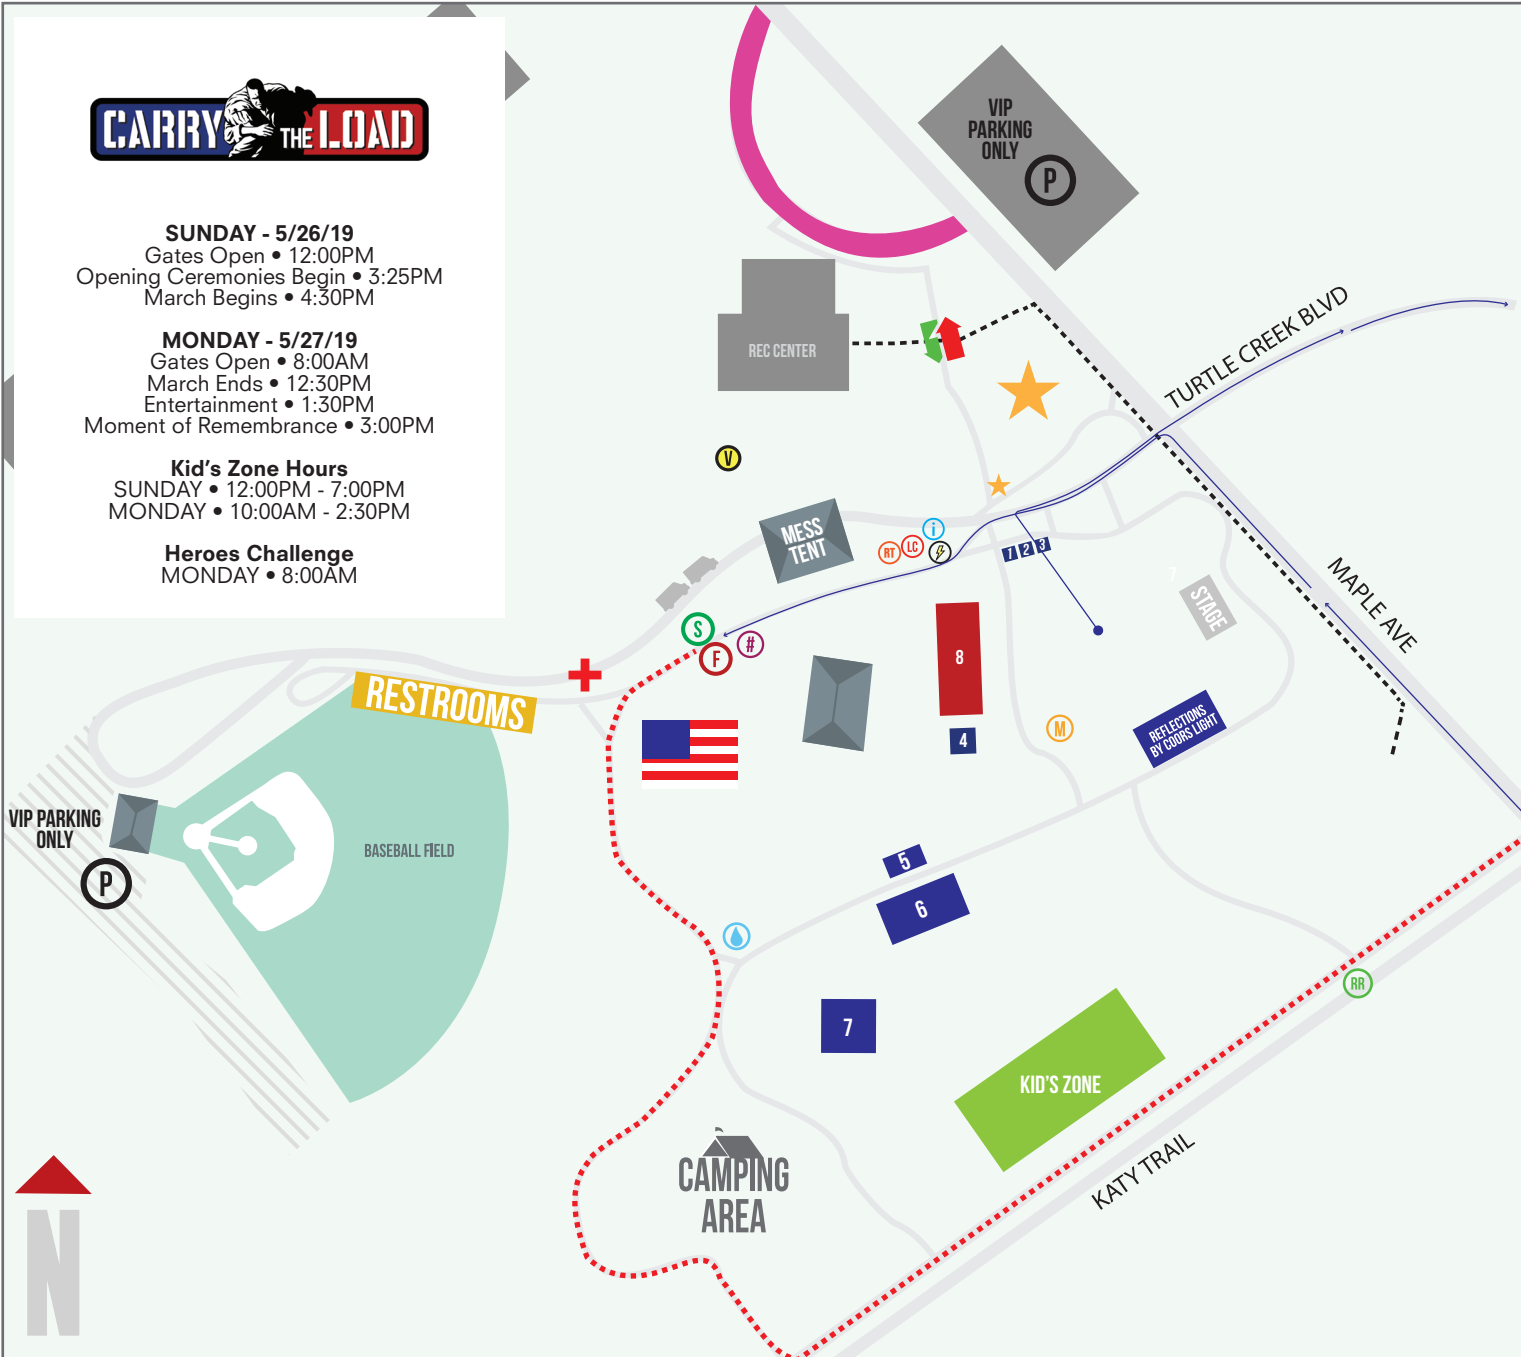 CARRY THE LOAD
SUNDAY - 5/26/19
Gates Open • 12:00PM
Opening Ceremonies Begin • 3:25PM
March Begins • 4:30PM
MONDAY - 5/27/19
Gates Open • 8:00AM
March Ends • 12:30PM
Entertainment • 1:30PM
Moment of Remembrance • 3:00PM
Kid's Zone Hours
SUNDAY • 12:00PM - 7:00PM
MONDAY • 10:00AM - 2:30PM
Heroes Challenge
MONDAY • 8:00AM
VIP
PARKING
ONLY
P
REC CENTER
TURTLE CREEK BLVD
V
MESS
TENT
i
RT
LC
1 2 3
7
STAGE
MAPLE AVE
S
F
#
8
4
M
REFLECTIONS
BY COORS LIGHT
RESTROOMS
VIP PARKING
ONLY
P
BASEBALL FIELD
5
6
7
RR
KID'S ZONE
KATY TRAIL
CAMPING
AREA
N